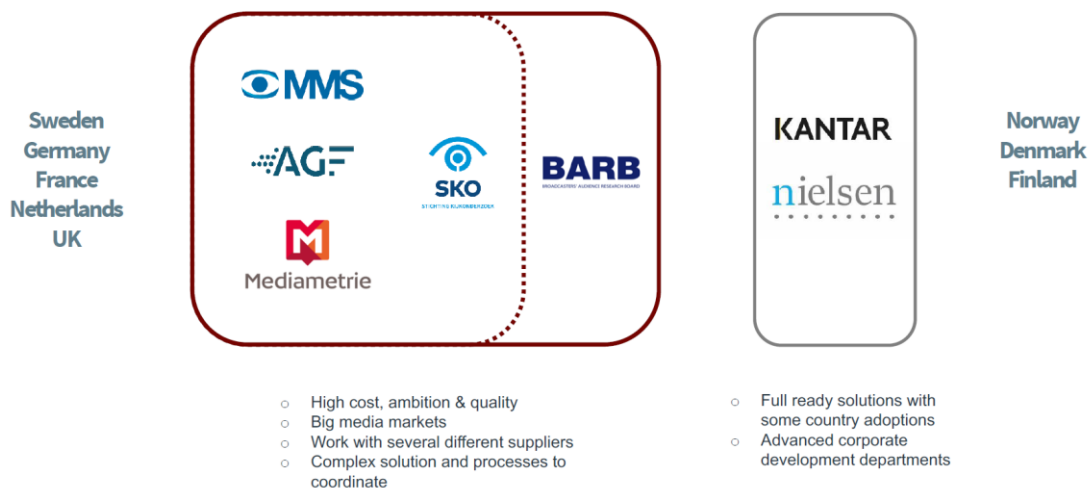 Sweden
Germany
France
Netherlands
UK
MMS
AGF
SKO
STICHTING KIJKONDERZOEK
Mediametrie
BARB
BROADCASTERS' AUDIENCE RESEARCH BOARD
KANTAR
nielsen
Norway
Denmark
Finland
High cost, ambition & quality
Big media markets
Work with several different suppliers
Complex solution and processes to
coordinate
Full ready solutions with
some country adoptions
Advanced corporate
development departments